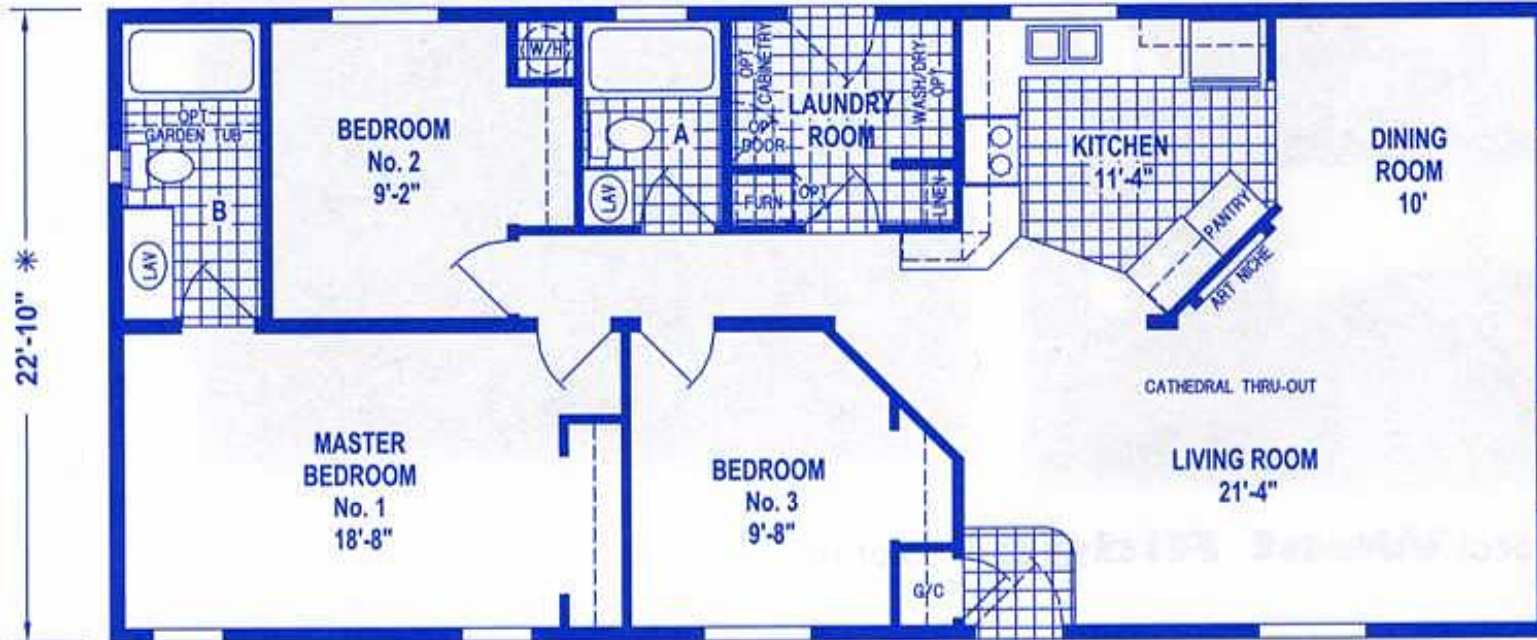 22'-10" *
OPT
GARDEN TUB
B
LAV
BEDROOM
No. 2
9'-2"
W/H
A
LAV
OPT
CABINETRY
DOOR
LAUNDRY
ROOM
WASH/DRY
OPT
FURN
OPT
LINEN
KITCHEN
11'-4"
PANTRY
ART NICHE
DINING
ROOM
10'
CATHEDRAL THRU-OUT
LIVING ROOM
21'-4"
MASTER
BEDROOM
No. 1
18'-8"
BEDROOM
No. 3
9'-8"
G/C